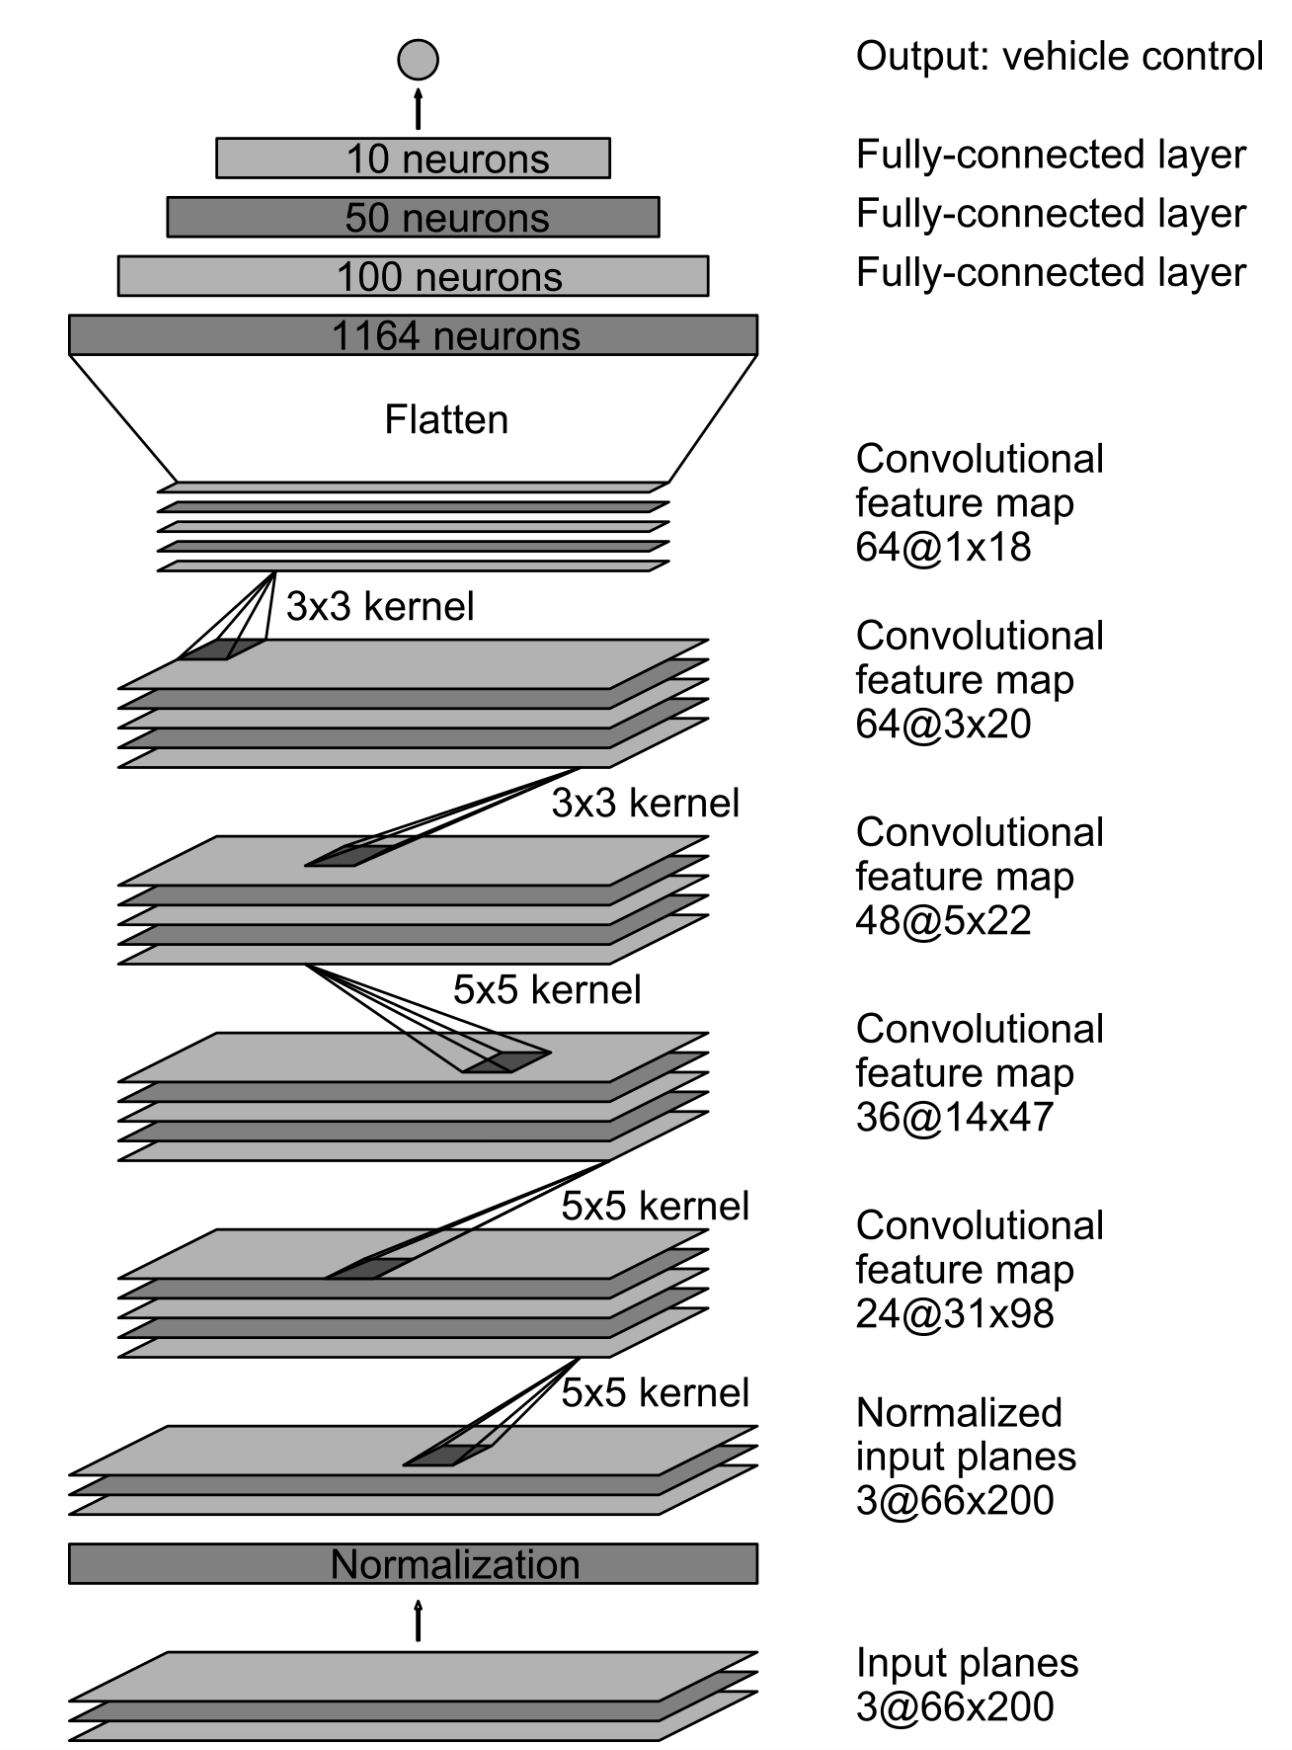 Output: vehicle control
10 neurons
Fully-connected layer
50 neurons
Fully-connected layer
100 neurons
Fully-connected layer
1164 neurons
Flatten
Convolutional
feature map
64@1x18
3x3 kernel
Convolutional
feature map
64@3x20
3x3 kernel
Convolutional
feature map
48@5x22
5x5 kernel
Convolutional
feature map
36@14x47
5x5 kernel
Convolutional
feature map
24@31x98
5x5 kernel
Normalized
input planes
3@66x200
Normalization
Input planes
3@66x200